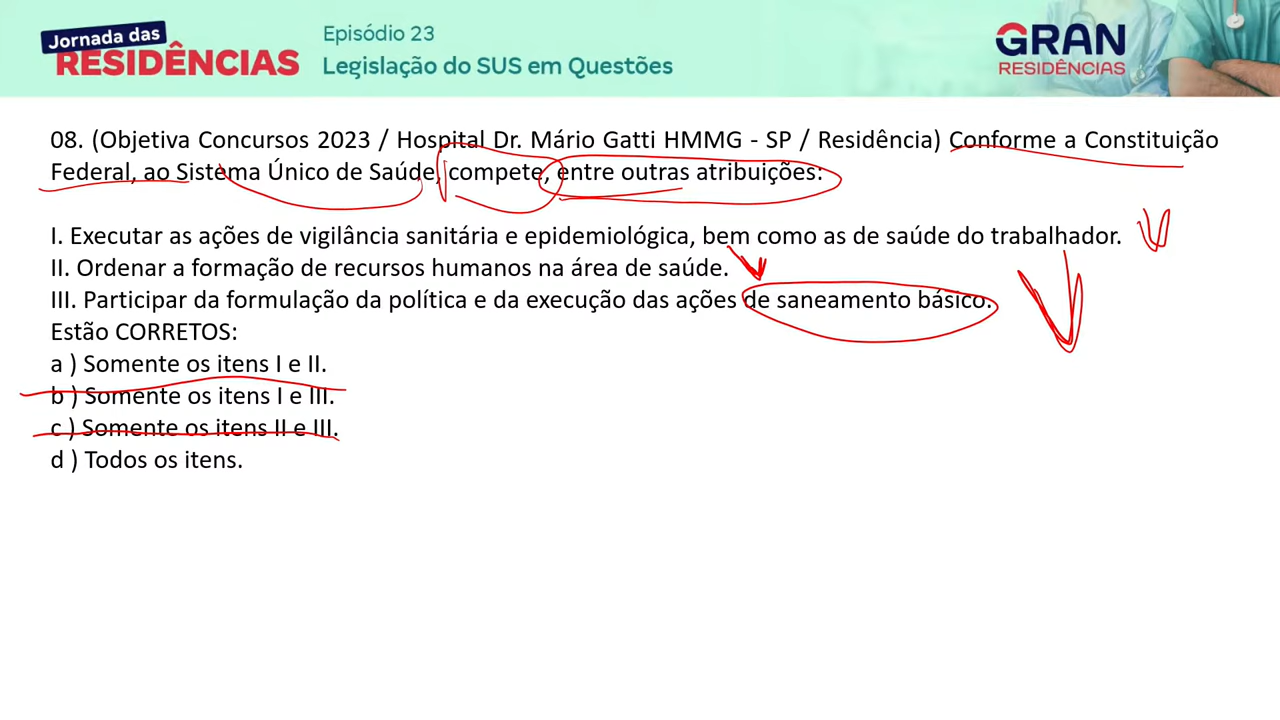 Jornada das
RESIDÊNCIAS
Episódio 23
Legislação do SUS em Questões
GRAN
RESIDÊNCIAS
08. (Objetiva Concursos 2023 / Hospital Dr. Mário Gatti HMMG - SP / Residência) Conforme a Constituição
Federal, ao Sistema Único de Saúde, compete, entre outras atribuições:
I. Executar as ações de vigilância sanitária e epidemiológica, bem como as de saúde do trabalhador.
II. Ordenar a formação de recursos humanos na área de saúde.
III. Participar da formulação da política e da execução das ações de saneamento básico.
Estão CORRETOS:
a ) Somente os itens I e II.
b ) Somente os itens I e III.
c ) Somente os itens II e III.
d ) Todos os itens.